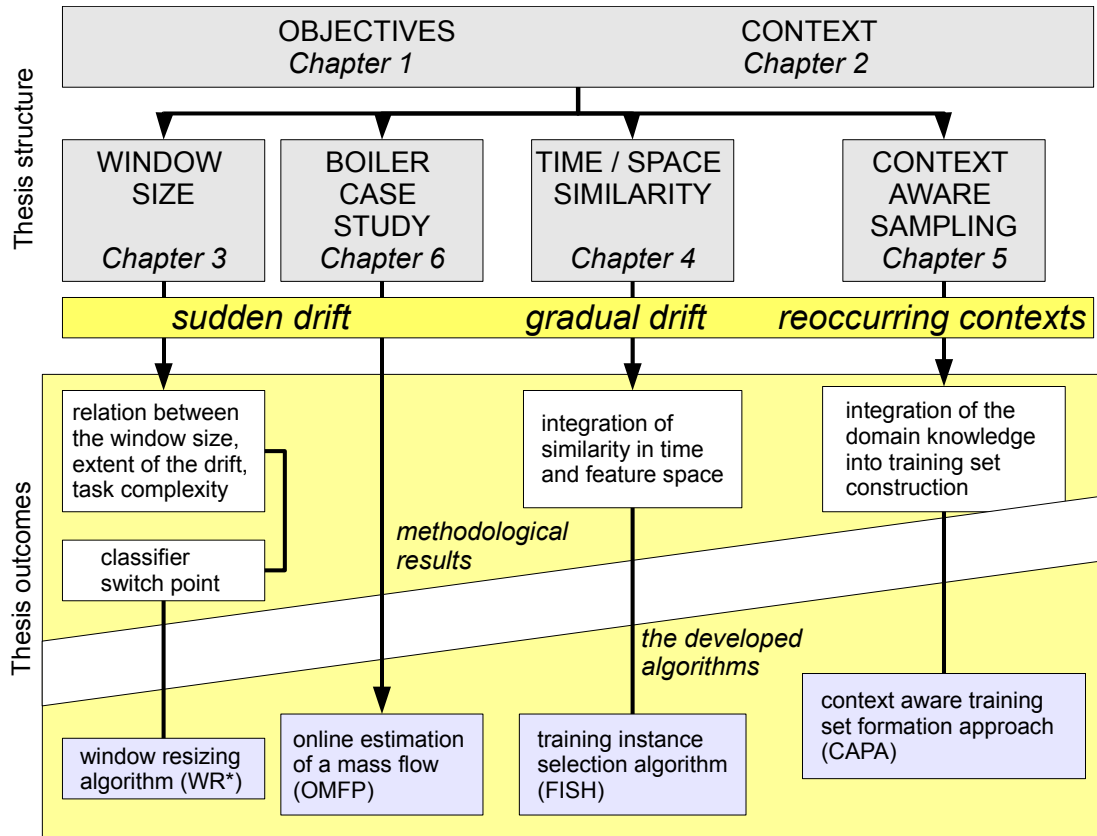 Thesis structure
OBJECTIVES
Chapter 1
CONTEXT
Chapter 2
WINDOW
SIZE
Chapter 3
BOILER
CASE
STUDY
Chapter 6
TIME / SPACE
SIMILARITY
Chapter 4
CONTEXT
AWARE
SAMPLING
Chapter 5
sudden drift
gradual drift
reoccurring contexts
Thesis outcomes
relation between
the window size,
extent of the drift,
task complexity
classifier
switch point
integration of
similarity in time
and feature space
integration of the
domain knowledge
into training set
construction
methodological
results
the developed
algorithms
window resizing
algorithm (WR*)
online estimation
of a mass flow
(OMFP)
training instance
selection algorithm
(FISH)
context aware training
set formation approach
(CAPA)